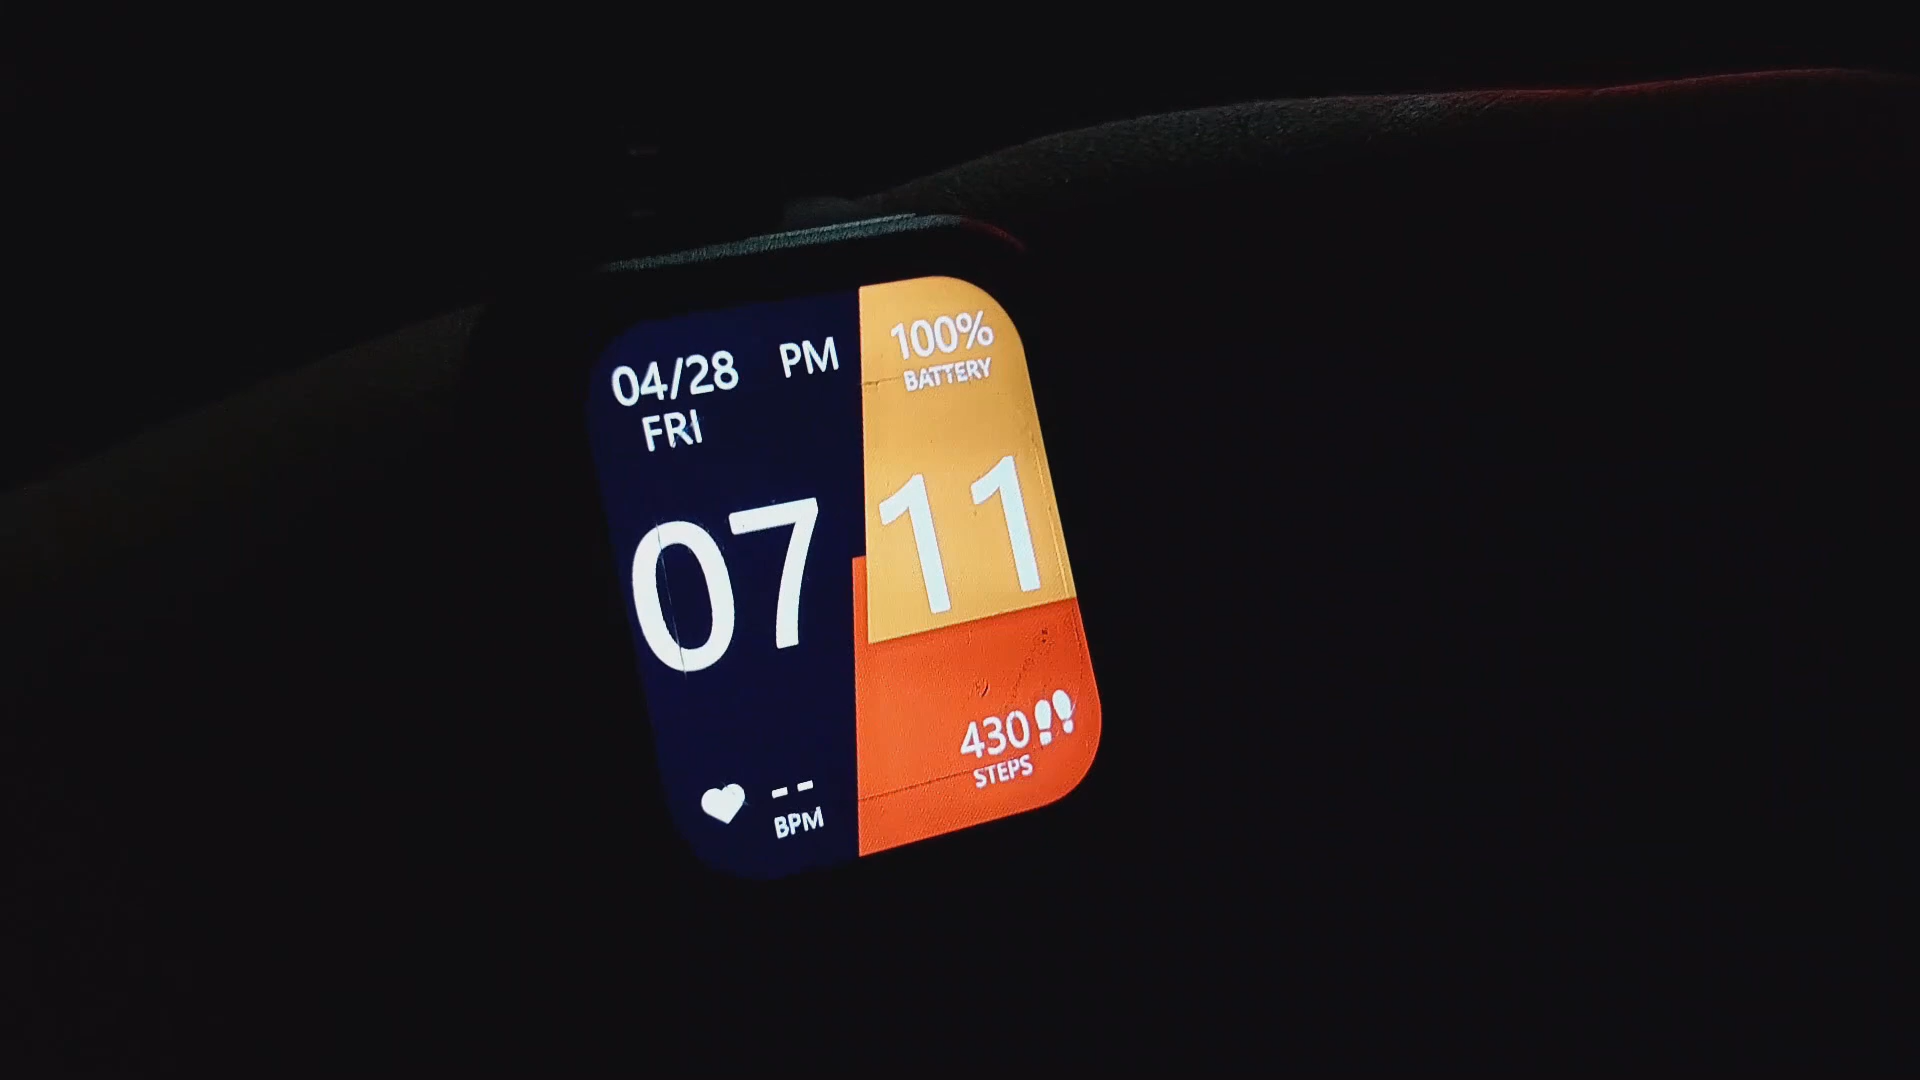 04/28 PM
FRI
100%
BATTERY
07 11
430
STEPS
--
BPM